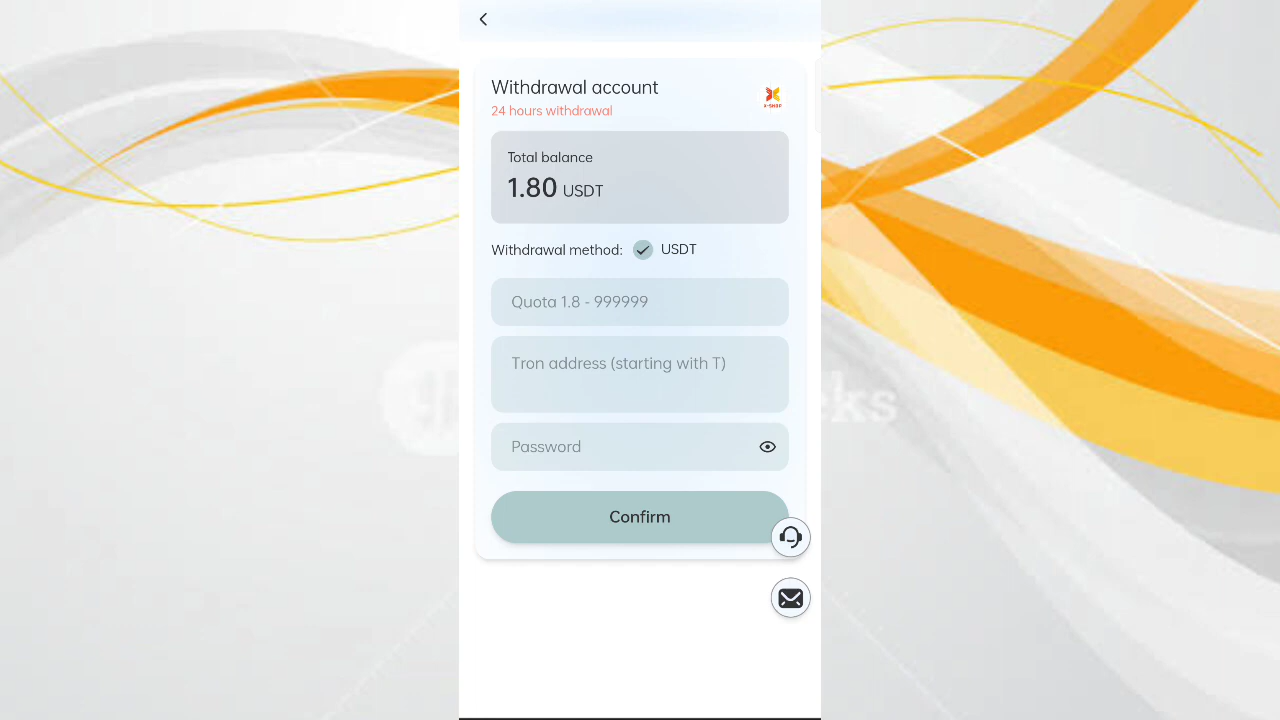 Withdrawal account
24 hours withdrawal
X-SHOP
Total balance
1.80 USDT
Withdrawal method: USDT
Quota 1.8 - 999999
Tron address (starting with T)
Password
Confirm